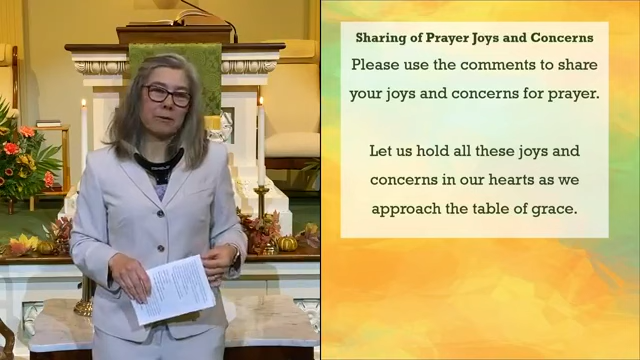 Sharing of Prayer Joys and Concerns
Please use the comments to share
your joys and concerns for prayer.
Let us hold all these joys and
concerns in our hearts as we
approach the table of grace.